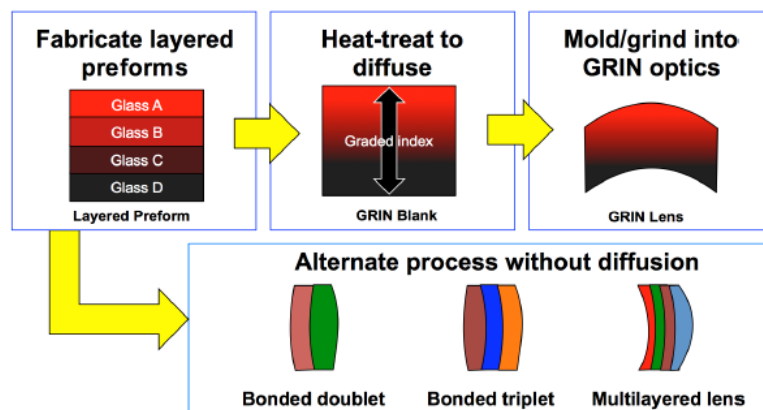 Fabricate layered
preforms
Glass A
Glass B
Glass C
Glass D
Layered Preform
Heat-treat to
diffuse
Graded index
GRIN Blank
Mold/grind into
GRIN optics
GRIN Lens
Alternate process without diffusion
Bonded doublet
Bonded triplet
Multilayered lens